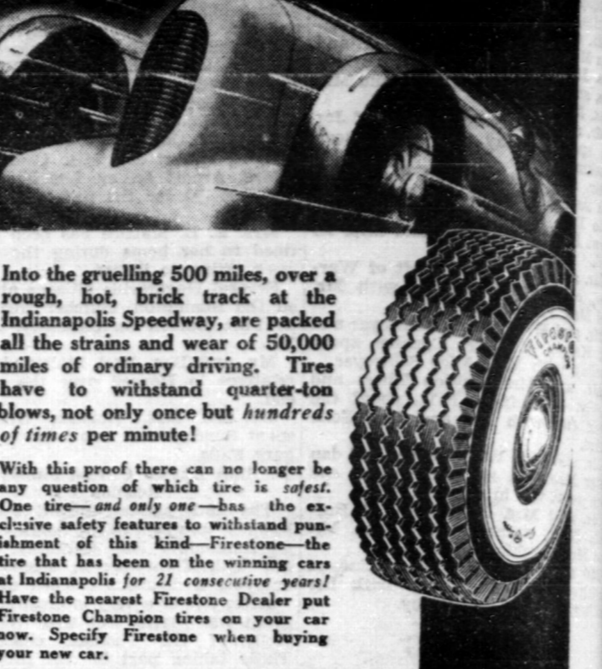 Into the gruelling 500 miles, over a
rough, hot, brick track at the
Indianapolis Speedway, are packed
all the strains and wear of 50,000
miles of ordinary driving. Tires
have to withstand quarter-ton
blows, not only once but hundreds
of times per minute!
With this proof there can no longer be
any question of which tire is safest.
One tire—and only one—has the ex-
clusive safety features to withstand pun-
ishment of this kind—Firestone—the
tire that has been on the winning cars
at Indianapolis for 21 consecutive years!
Have the nearest Firestone Dealer put
Firestone Champion tires on your car
now. Specify Firestone when buying
your new car.
Firestone